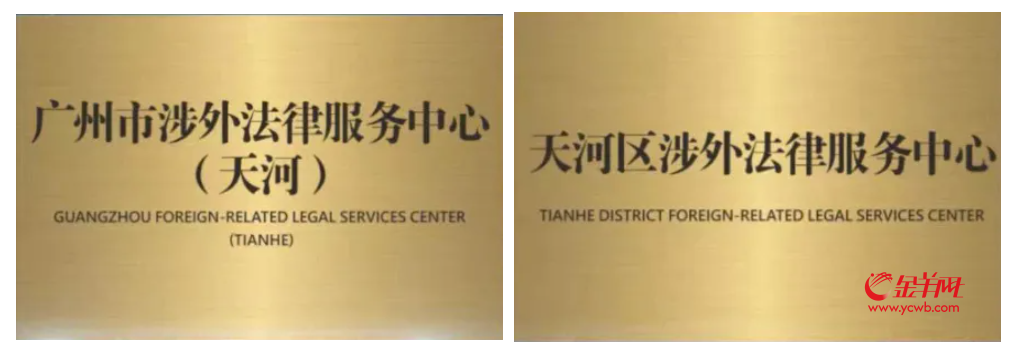 广州市涉外法律服务中心
（天河）
GUANGZHOU FOREIGN-RELATED LEGAL SERVICES CENTER
(TIANHE)
天河区涉外法律服务中心
TIANHE DISTRICT FOREIGN-RELATED LEGAL SERVICES CENTER
金羊网
www.ycwb.com